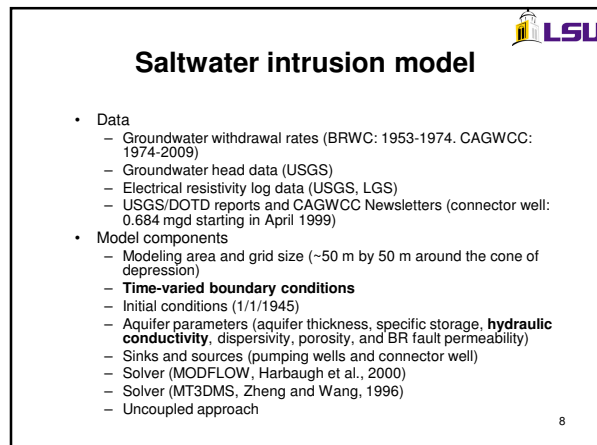 LSU
Saltwater intrusion model
• Data
– Groundwater withdrawal rates (BRWC: 1953-1974. CAGWCC:
1974-2009)
– Groundwater head data (USGS)
– Electrical resistivity log data (USGS, LGS)
– USGS/DOTD reports and CAGWCC Newsletters (connector well:
0.684 mgd starting in April 1999)
• Model components
– Modeling area and grid size (~50 m by 50 m around the cone of
depression)
– Time-varied boundary conditions
– Initial conditions (1/1/1945)
– Aquifer parameters (aquifer thickness, specific storage, hydraulic
conductivity, dispersivity, porosity, and BR fault permeability)
– Sinks and sources (pumping wells and connector well)
– Solver (MODFLOW, Harbaugh et al., 2000)
– Solver (MT3DMS, Zheng and Wang, 1996)
– Uncoupled approach
8